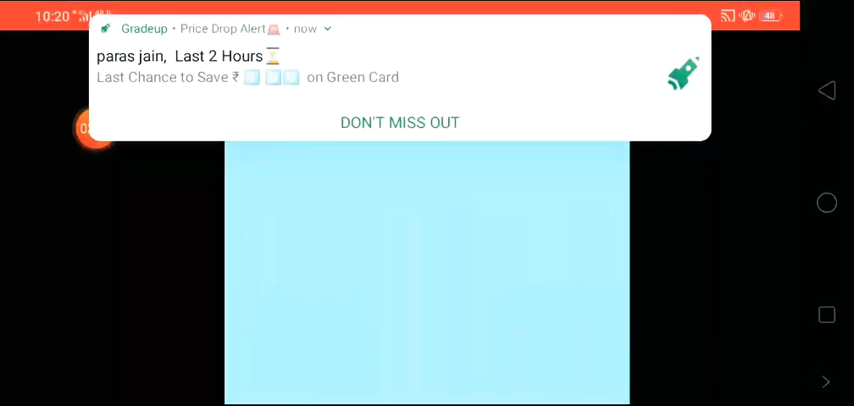 10:20
Gradeup • Price Drop Alert🚨 • now
paras jain, Last 2 Hours⏳
Last Chance to Save ₹ on Green Card
DON'T MISS OUT
48